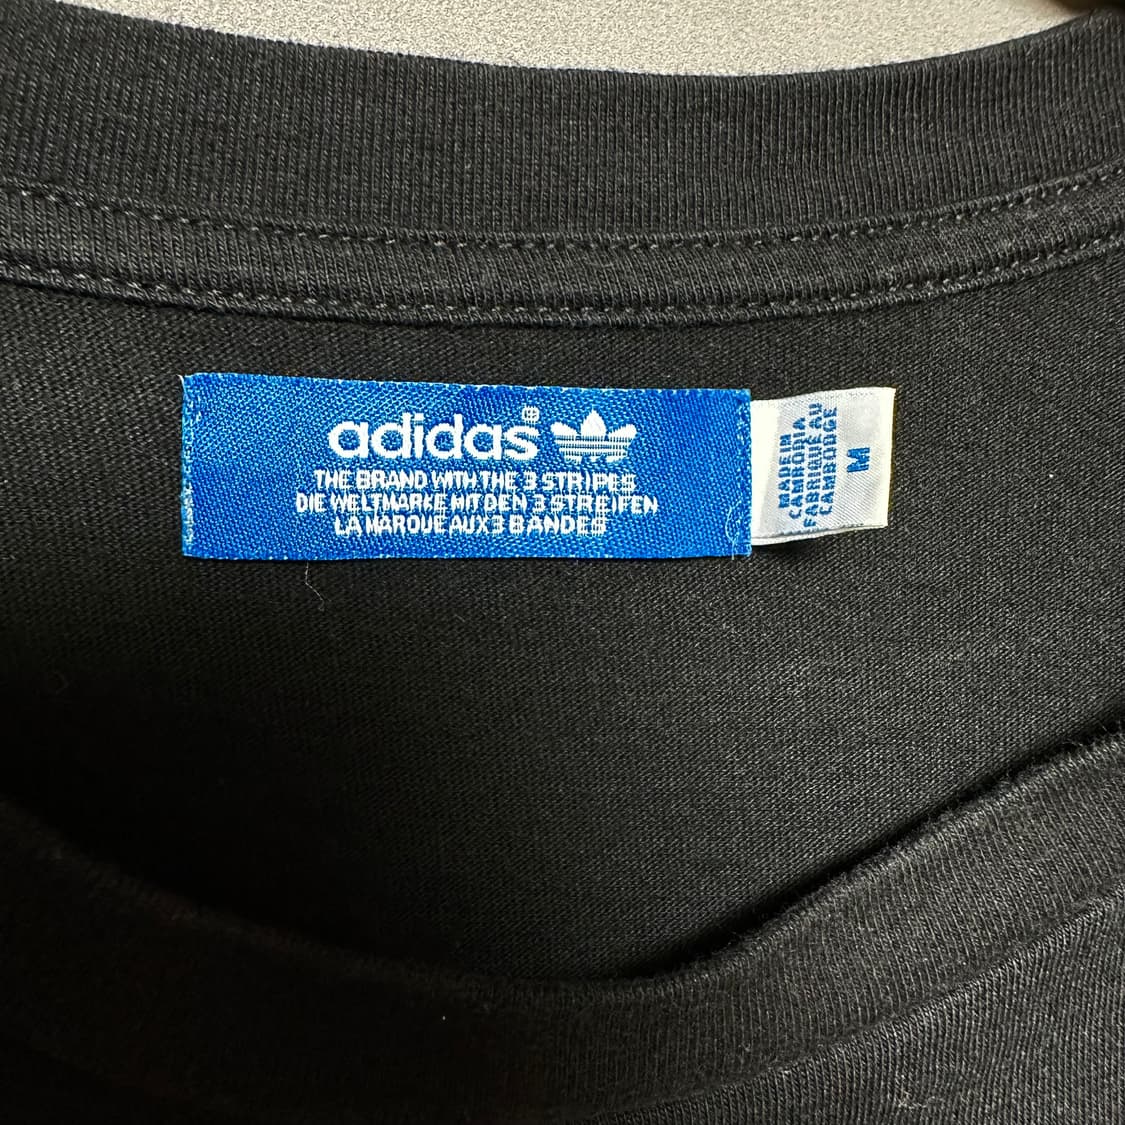 adidas®
THE BRAND WITH THE 3 STRIPES
DIE WELTMARKE MIT DEN 3 STREIFEN
LA MARQUE AUX 3 BANDES
MADE IN
CAMBODIA
FABRIQUÉ AU
CAMBODGE
M